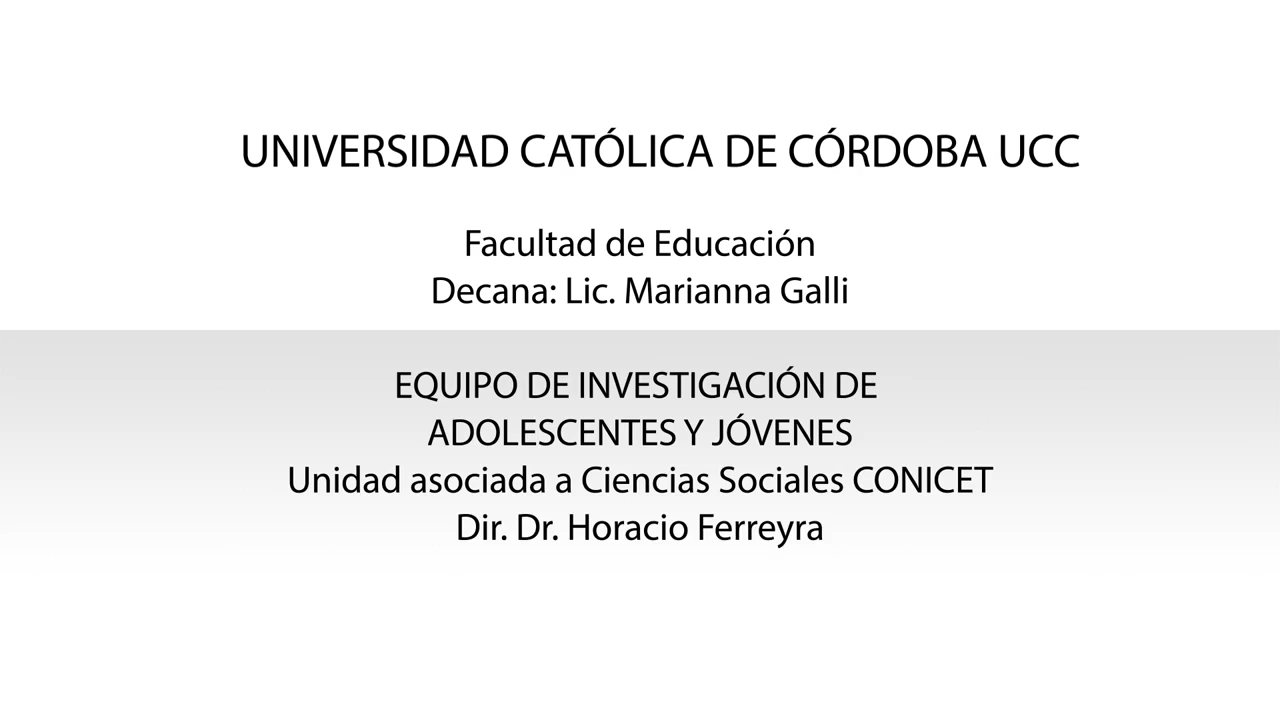 UNIVERSIDAD CATÓLICA DE CÓRDOBA UCC
Facultad de Educación
Decana: Lic. Marianna Galli
EQUIPO DE INVESTIGACIÓN DE
ADOLESCENTES Y JÓVENES
Unidad asociada a Ciencias Sociales CONICET
Dir. Dr. Horacio Ferreyra